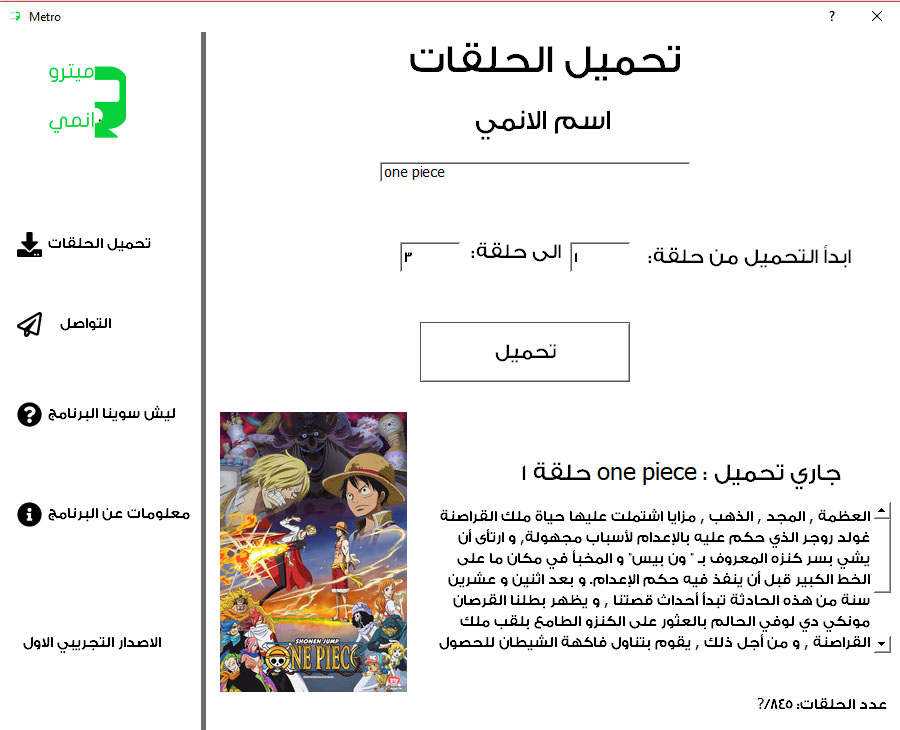 Metro
?
ميترو
انمي
تحميل الحلقات
التواصل
ليش سوينا البرنامج
معلومات عن البرنامج
الاصدار التجريبي الاول
تحميل الحلقات
اسم الانمي
one piece
ابدأ التحميل من حلقة: ١ الى حلقة: ٣
تحميل
جاري تحميل : one piece حلقة ١
العظمة , المجد , الذهب , مزايا اشتملت عليها حياة ملك القراصنة
غولد روجر الذي حكم عليه بالإعدام لأسباب مجهولة, و ارتأى أن
يشي بسر كنزه المعروف بـ " ون بيس" و المخبأ في مكان ما على
الخط الكبير قبل أن ينفذ فيه حكم الإعدام. و بعد اثنين و عشرين
سنة من هذه الحادثة تبدأ أحداث قصتنا , و يظهر بطلنا القرصان
مونكي دي لوفي الحالم بالعثور على الكنزو الطامع بلقب ملك
القراصنة , و من أجل ذلك , يقوم بتناول فاكهة الشيطان للحصول
SHONEN JUMP
ONE PIECE
عدد الحلقات: ٨٤٥/?